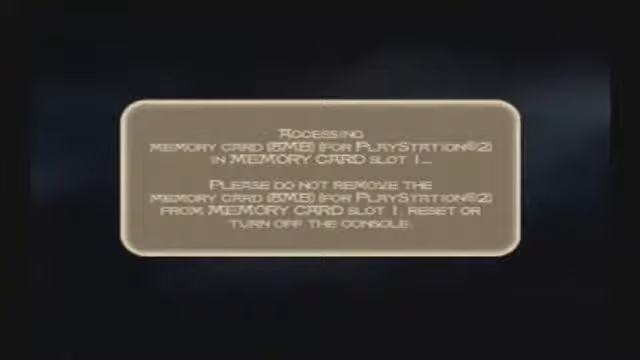 Accessing
memory card (8MB) (for PlayStation®2)
in MEMORY CARD slot 1...
Please do not remove the
memory card (8MB) (for PlayStation®2)
from MEMORY CARD slot 1, reset or
turn off the console.